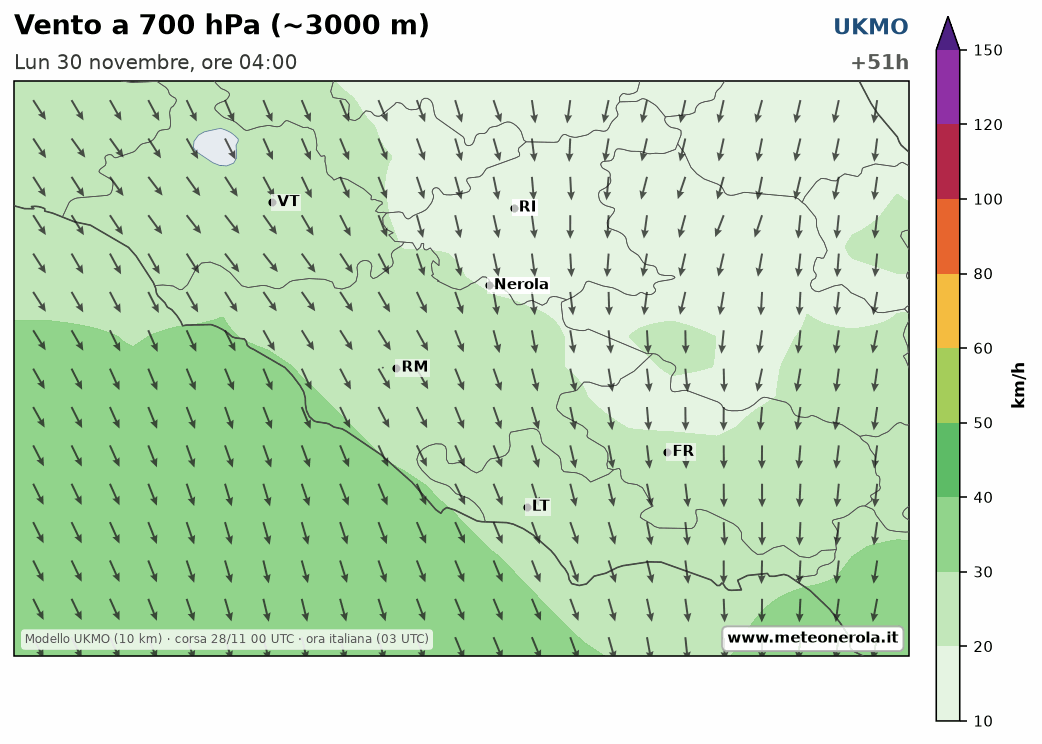 Vento a 700 hPa (~3000 m)
UKMO
Lun 30 novembre, ore 04:00
+51h
VT
RI
Nerola
RM
FR
LT
Modello UKMO (10 km) · corsa 28/11 00 UTC · ora italiana (03 UTC)
www.meteonerola.it
150
120
100
80
60
50
40
30
20
10
km/h